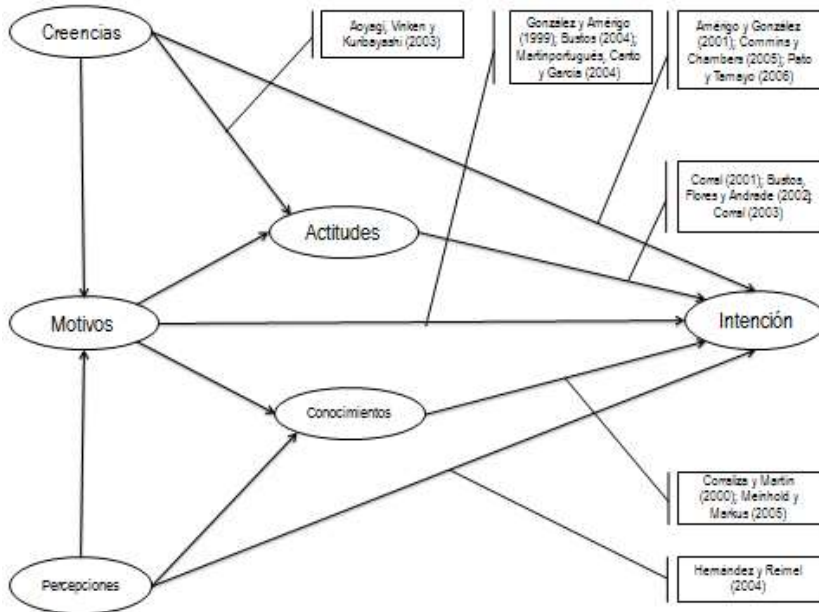 Creencias
Aoyagi, Vinken y
Kuribayashi (2003)
González y Amérigo
(1999); Bustos (2004);
Martinportugués, Canto y
García (2004)
Amérigo y González
(2001); Commins y
Chambers (2005); Pato y
Tamayo (2006)
Corral (2001); Bustos,
Flores y Andrade (2002);
Corral (2003)
Actitudes
Motivos
Intención
Conocimientos
Corraliza y Martín
(2000); Meinhold y
Markus (2005)
Percepciones
Hernández y Reimel
(2004)